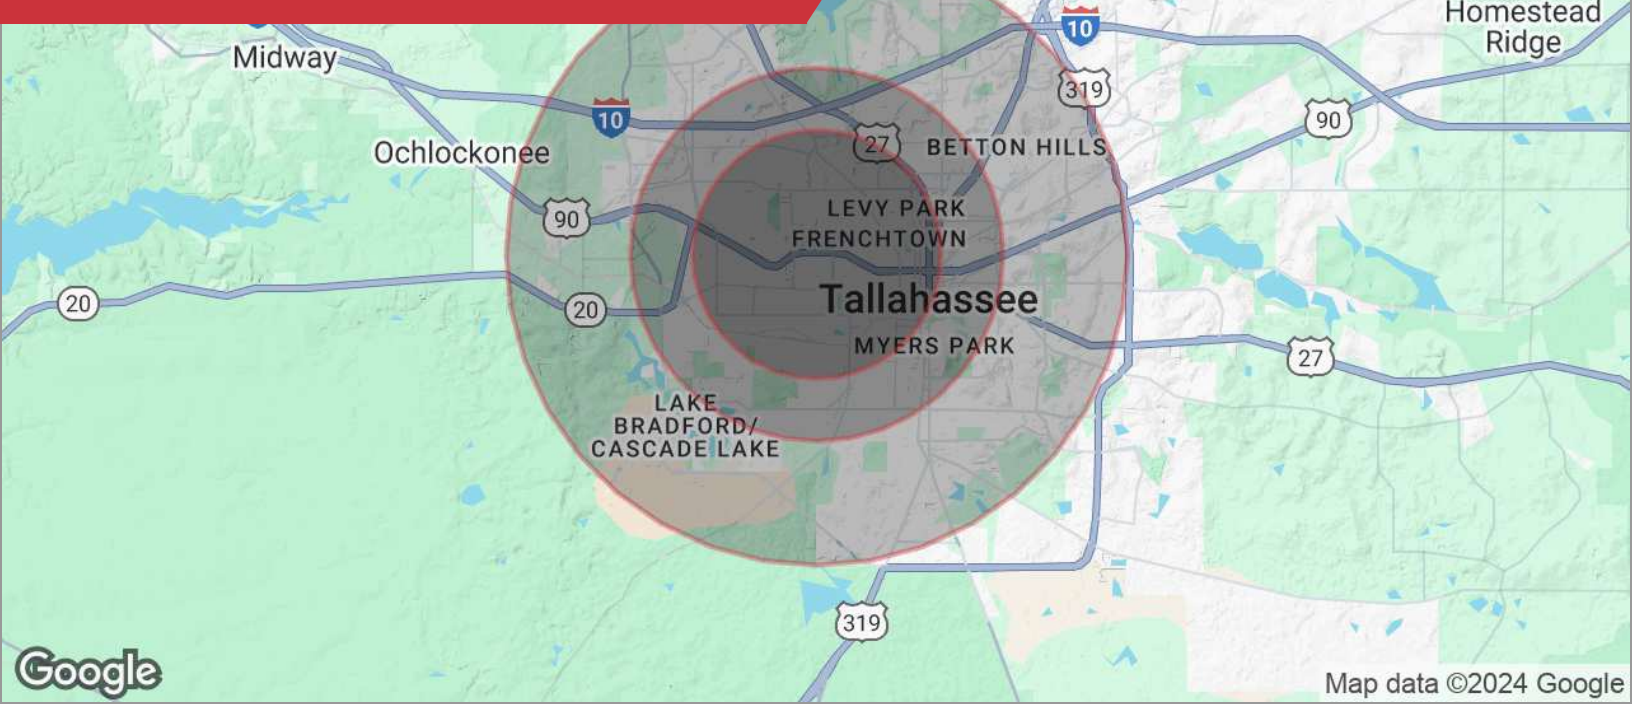 Homestead
Ridge
10
Midway
319
10
90
27
BETTON HILLS
Ochlockonee
LEVY PARK
90
FRENCHTOWN
Tallahassee
20
20
MYERS PARK
27
LAKE
BRADFORD/
CASCADE LAKE
319
Google
Map data ©2024 Google